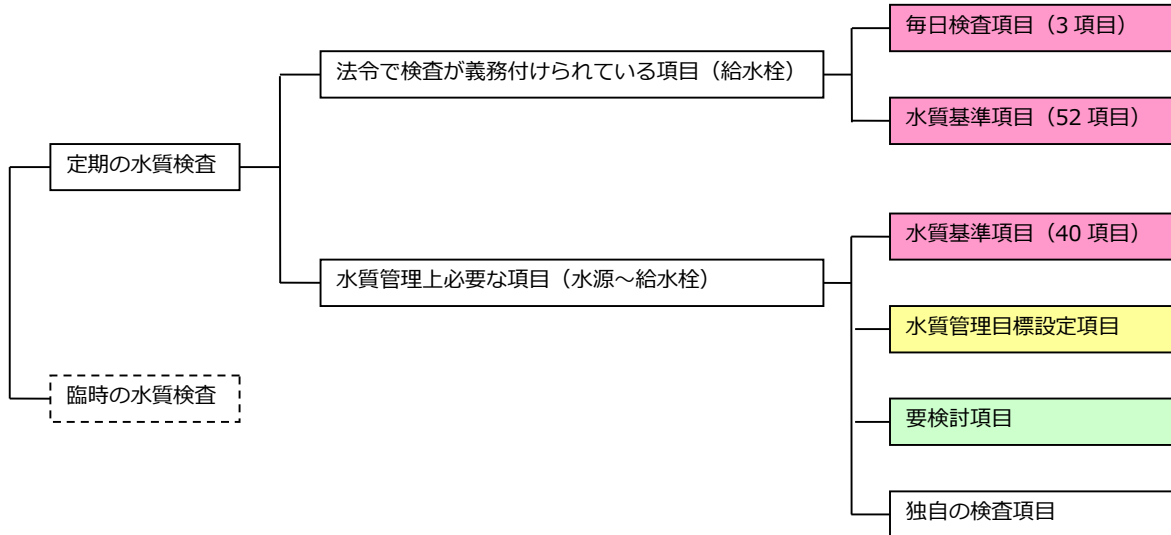 毎日検査項目（3 項目）
法令で検査が義務付けられている項目（給水栓）
水質基準項目（52 項目）
定期の水質検査
水質基準項目（40 項目）
水質管理上必要な項目（水源～給水栓）
水質管理目標設定項目
臨時の水質検査
要検討項目
独自の検査項目